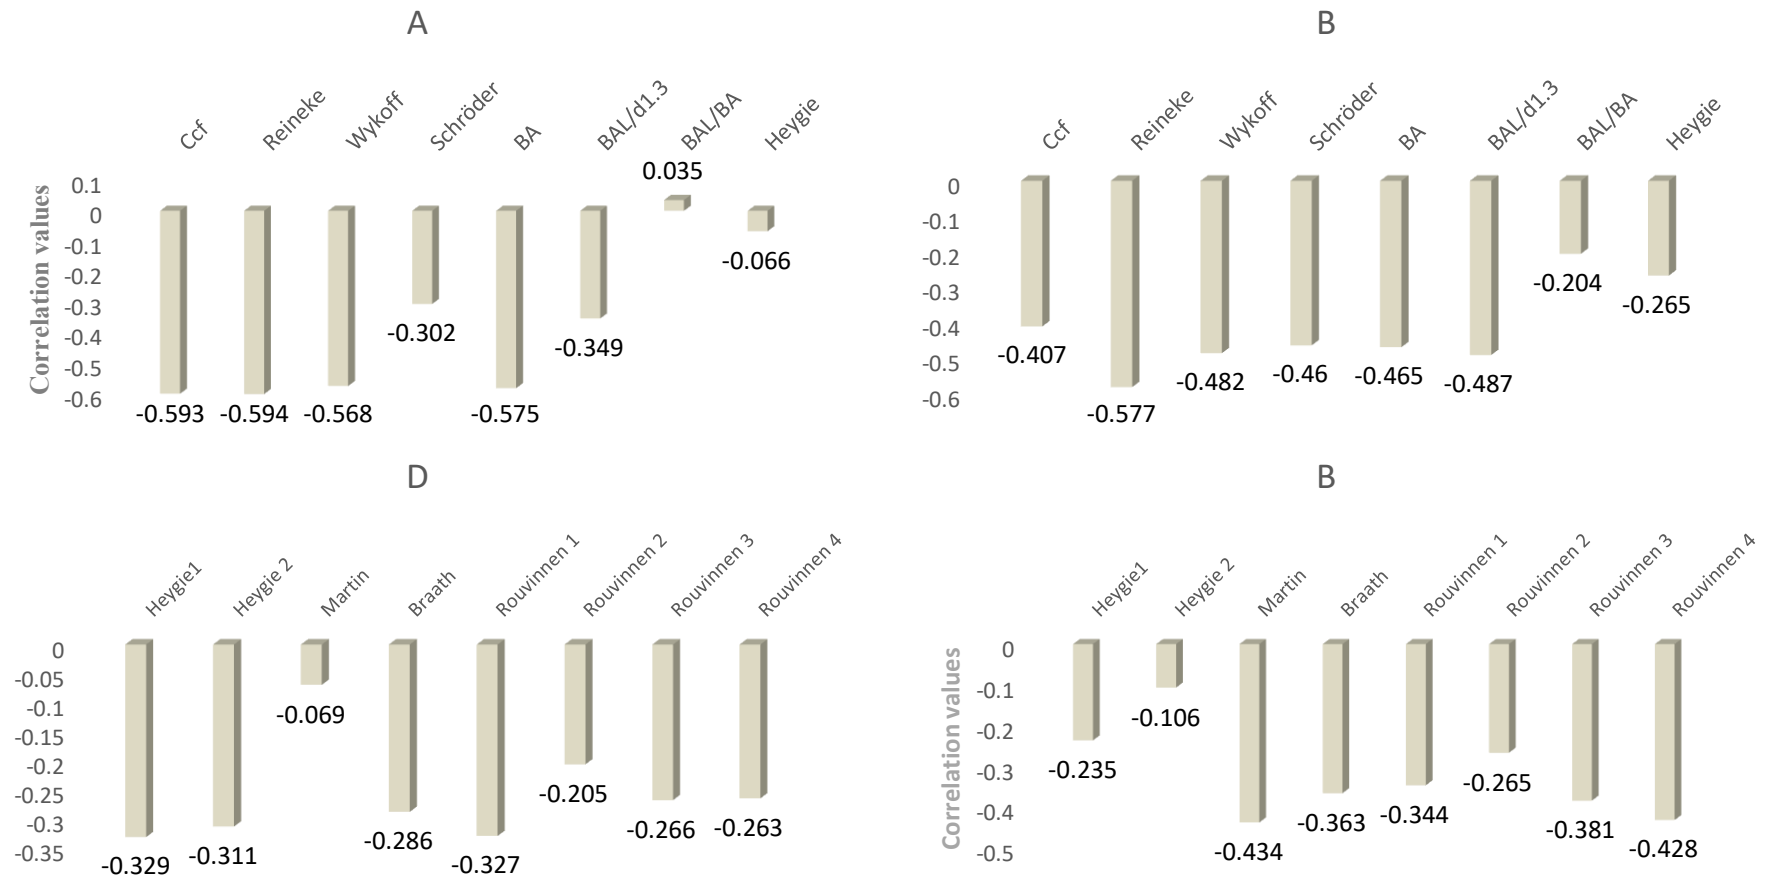 A
Ccf
Reineke
Wykoff
Schröder
BA
BAL/d1.3
BAL/BA
Heygie
Correlation values
0.1
0
-0.1
-0.2
-0.3
-0.4
-0.5
-0.6
-0.593
-0.594
-0.568
-0.302
-0.575
-0.349
0.035
-0.066
B
Ccf
Reineke
Wykoff
Schröder
BA
BAL/d1.3
BAL/BA
Heygie
0
-0.1
-0.2
-0.3
-0.4
-0.5
-0.6
-0.407
-0.577
-0.482
-0.46
-0.465
-0.487
-0.204
-0.265
D
Heygie1
Heygie 2
Martin
Braath
Rouvinnen 1
Rouvinnen 2
Rouvinnen 3
Rouvinnen 4
0
-0.05
-0.1
-0.15
-0.2
-0.25
-0.3
-0.35
-0.329
-0.311
-0.069
-0.286
-0.327
-0.205
-0.266
-0.263
B
Heygie1
Heygie 2
Martin
Braath
Rouvinnen 1
Rouvinnen 2
Rouvinnen 3
Rouvinnen 4
Correlation values
0
-0.1
-0.2
-0.3
-0.4
-0.5
-0.235
-0.106
-0.434
-0.363
-0.344
-0.265
-0.381
-0.428